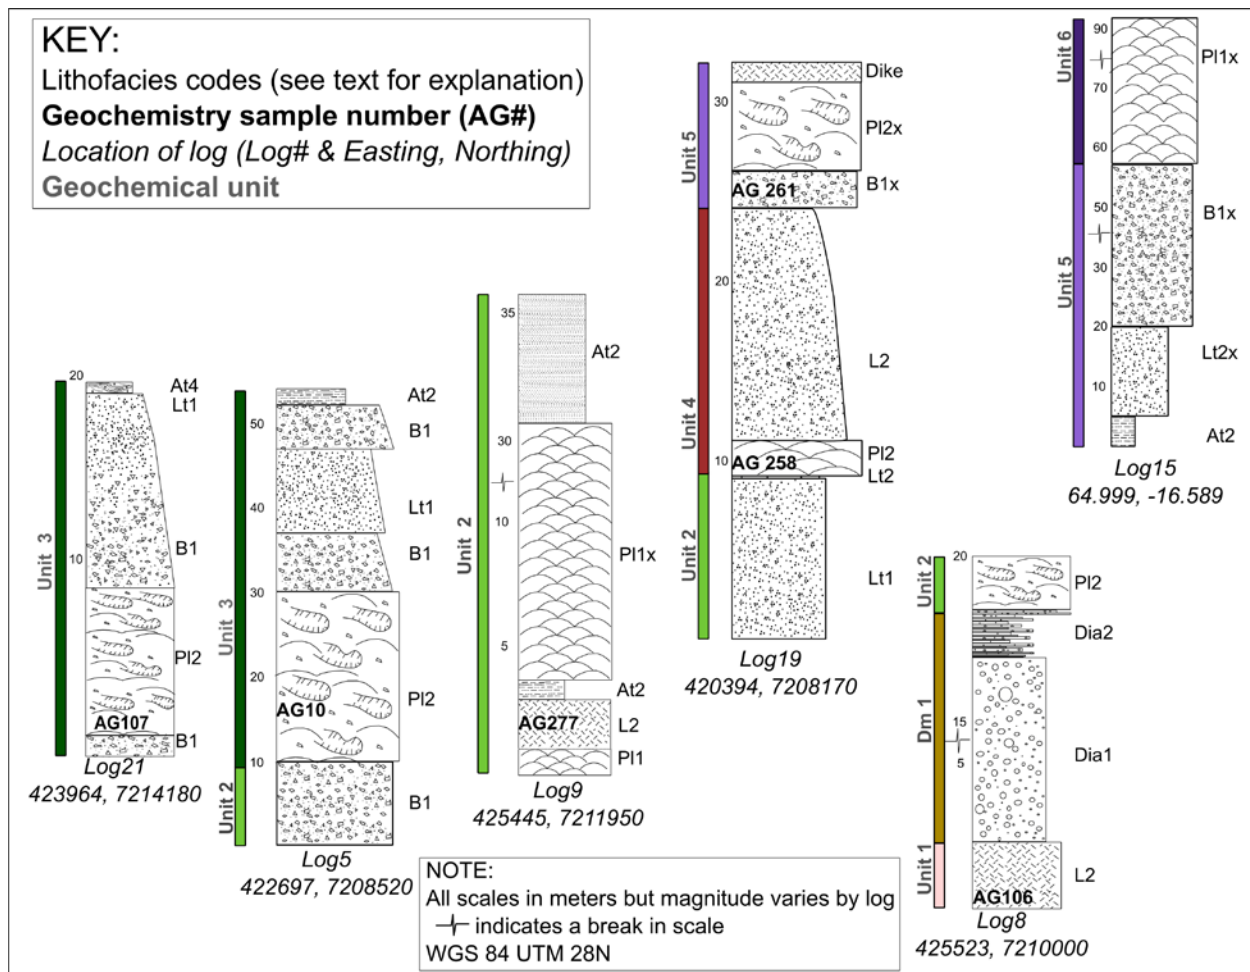 KEY:
Lithofacies codes (see text for explanation)
Geochemistry sample number (AG#)
Location of log (Log# & Easting, Northing)
Geochemical unit
Unit 3
20
10
At4
Lt1
B1
Pl2
AG107
B1
Log21
423964, 7214180
Unit 3
Unit 2
50
40
30
20
10
At2
B1
Lt1
B1
Pl2
AG10
B1
Log5
422697, 7208520
Unit 2
35
30
10
5
At2
Pl1x
At2
AG277
L2
Pl1
Log9
425445, 7211950
Unit 5
Unit 4
Unit 2
30
20
10
Dike
Pl2x
AG 261
B1x
L2
Pl2
AG 258
Lt2
Lt1
Log19
420394, 7208170
Unit 6
Unit 5
90
70
60
50
30
20
10
Pl1x
B1x
Lt2x
At2
Log15
64.999, -16.589
Unit 2
Dm 1
Unit 1
20
15
5
Pl2
Dia2
Dia1
L2
AG106
Log8
425523, 7210000
NOTE:
All scales in meters but magnitude varies by log
indicates a break in scale
WGS 84 UTM 28N